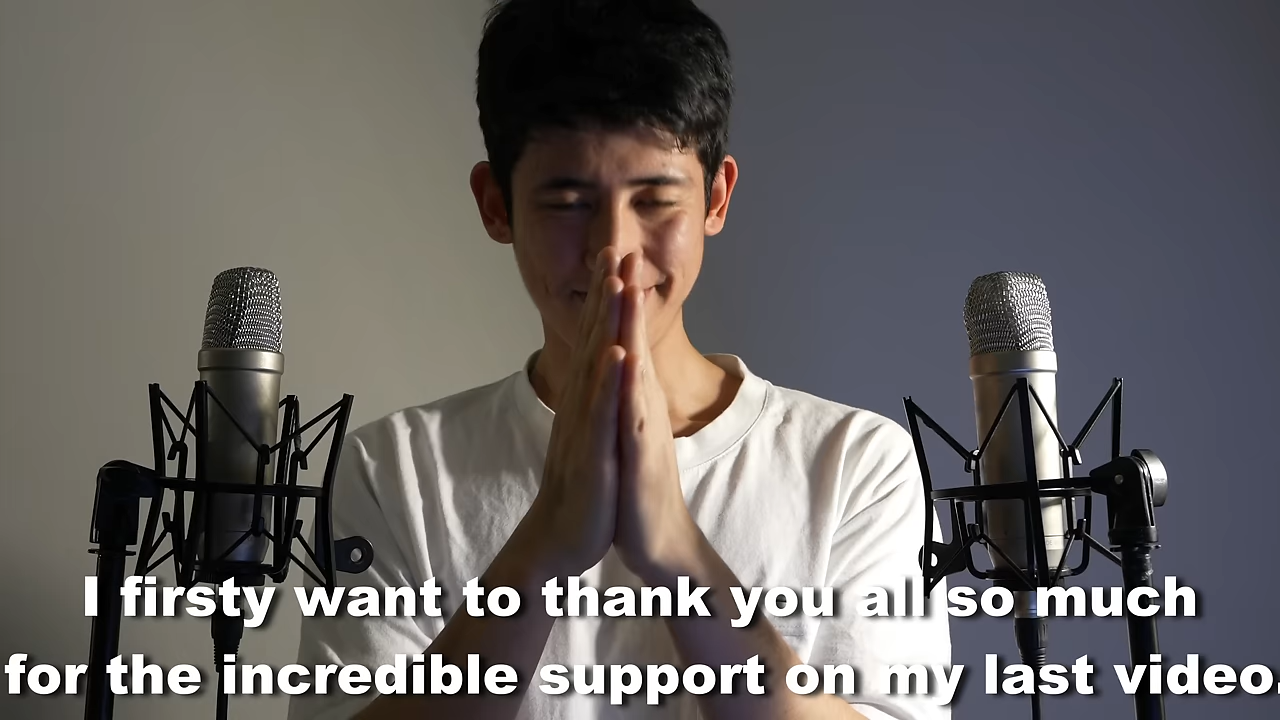 I firsty want to thank you all so much
for the incredible support on my last video.